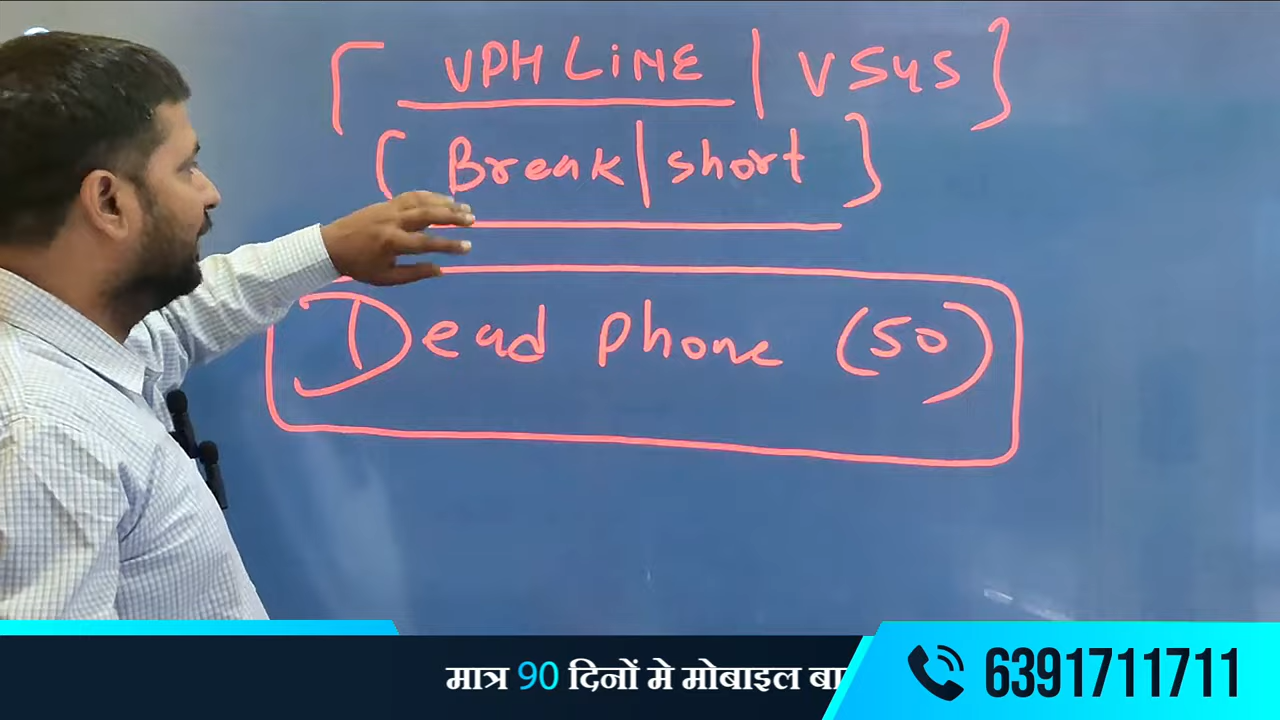 [ VPH LiNE | VSYS ]
[ Break | short ]
Dead phone (50)
मात्र 90 दिनों मे मोबाइल
6391711711